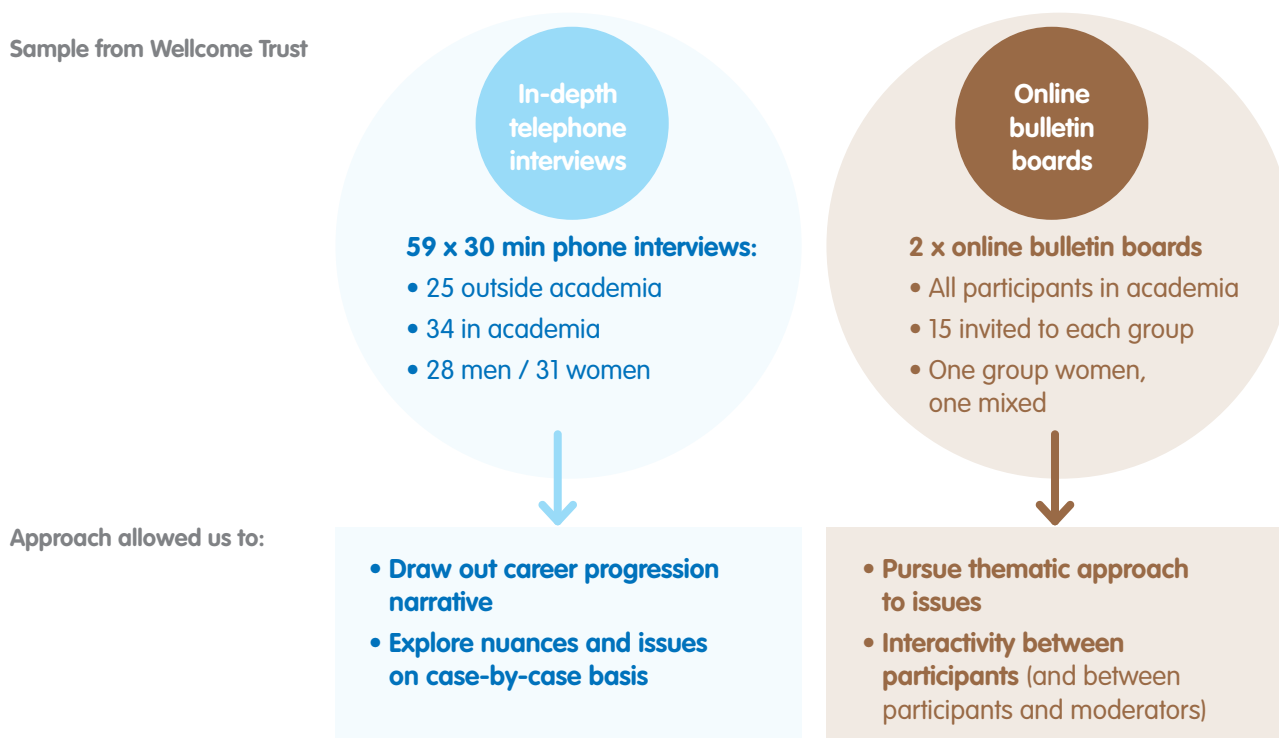 Sample from Wellcome Trust
In-depth
telephone
interviews
59 x 30 min phone interviews:
• 25 outside academia
• 34 in academia
• 28 men / 31 women
Online
bulletin
boards
2 x online bulletin boards
• All participants in academia
• 15 invited to each group
• One group women,
one mixed
Approach allowed us to:
• Draw out career progression
narrative
• Explore nuances and issues
on case-by-case basis
• Pursue thematic approach
to issues
• Interactivity between
participants (and between
participants and moderators)